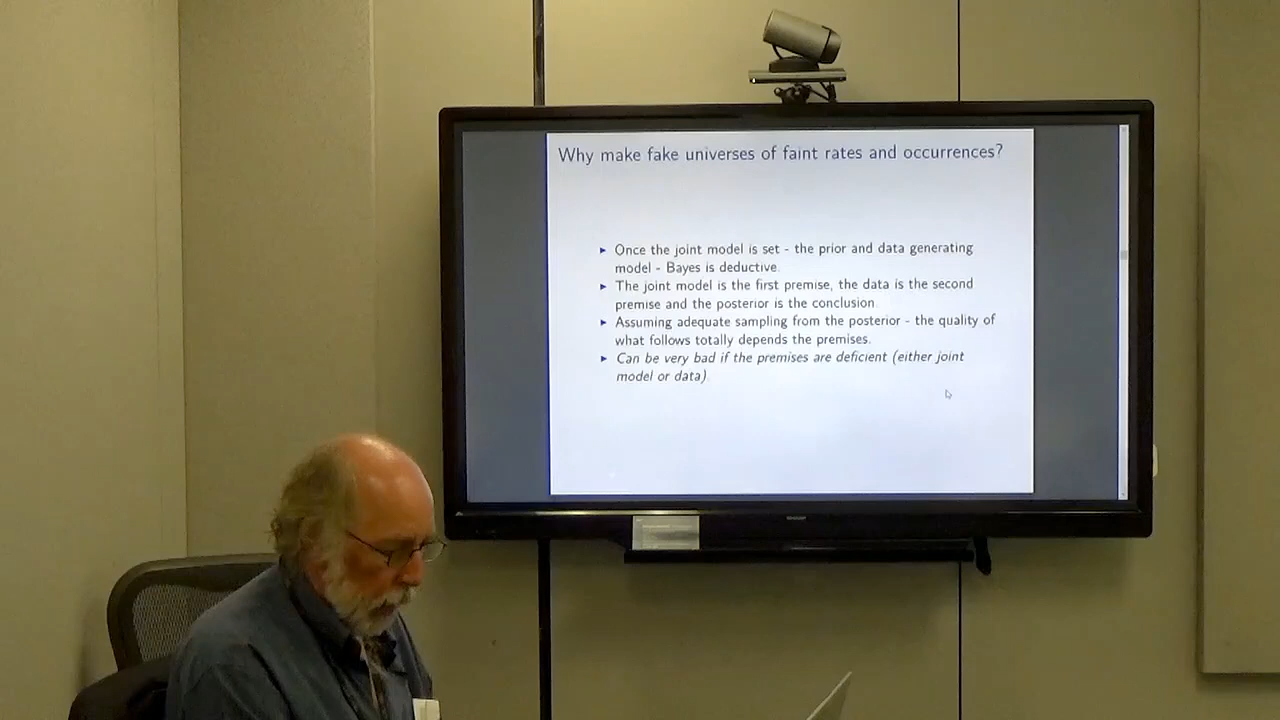 Why make fake universes of faint rates and occurrences?
▸ Once the joint model is set - the prior and data generating
model - Bayes is deductive.
▸ The joint model is the first premise, the data is the second
premise and the posterior is the conclusion.
▸ Assuming adequate sampling from the posterior - the quality of
what follows totally depends the premises.
▸ Can be very bad if the premises are deficient (either joint
model or data)